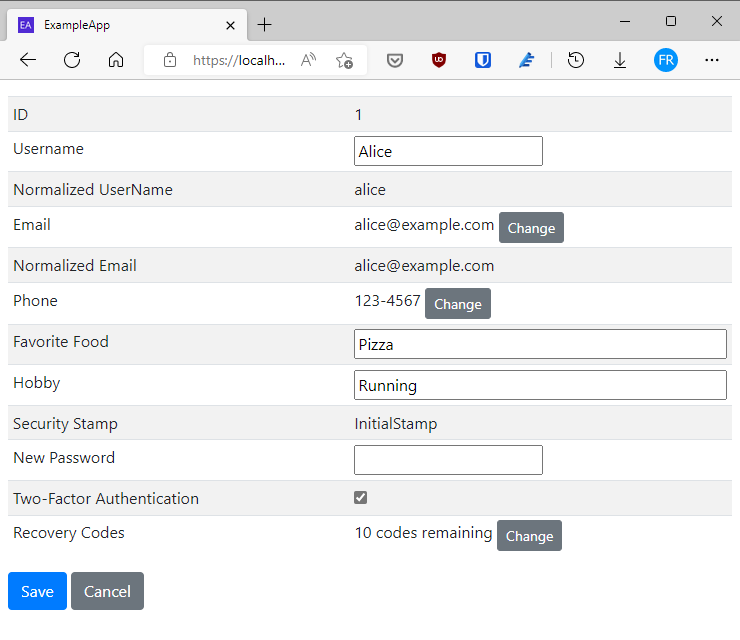 EA ExampleApp
https://localh...
FR
ID 1
Username Alice
Normalized UserName alice
Email alice@example.com Change
Normalized Email alice@example.com
Phone 123-4567 Change
Favorite Food Pizza
Hobby Running
Security Stamp InitialStamp
New Password
Two-Factor Authentication
Recovery Codes 10 codes remaining Change
Save Cancel